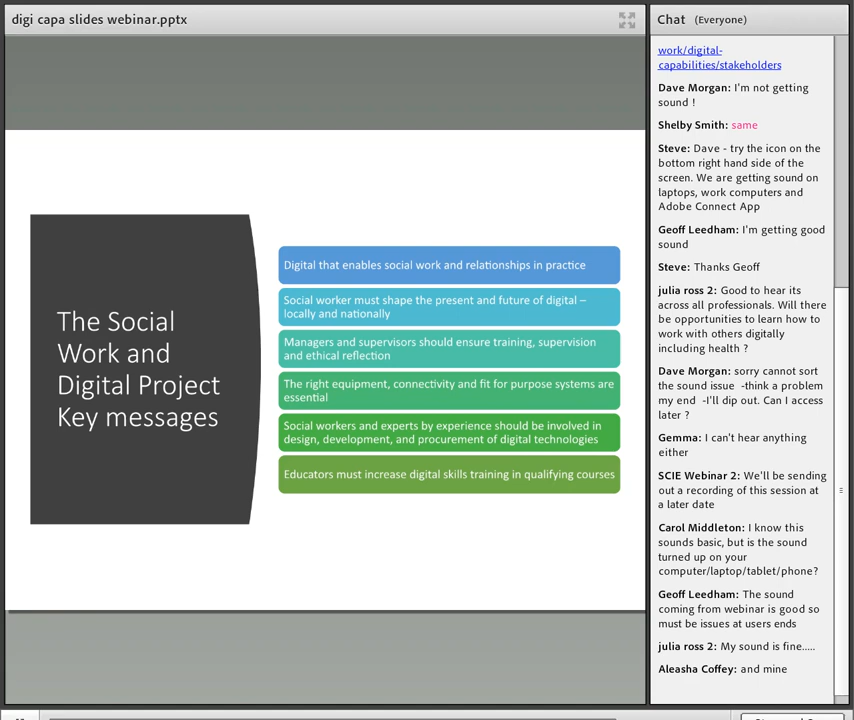 digi capa slides webinar.pptx
The Social
Work and
Digital Project
Key messages
Digital that enables social work and relationships in practice
Social worker must shape the present and future of digital –
locally and nationally
Managers and supervisors should ensure training, supervision
and ethical reflection
The right equipment, connectivity and fit for purpose systems are
essential
Social workers and experts by experience should be involved in
design, development, and procurement of digital technologies
Educators must increase digital skills training in qualifying courses
Chat (Everyone)
work/digital-
capabilities/stakeholders
Dave Morgan: I'm not getting
sound !
Shelby Smith: same
Steve: Dave - try the icon on the
bottom right hand side of the
screen. We are getting sound on
laptops, work computers and
Adobe Connect App
Geoff Leedham: I'm getting good
sound
Steve: Thanks Geoff
julia ross 2: Good to hear its
across all professionals. Will there
be opportunities to learn how to
work with others digitally
including health ?
Dave Morgan: sorry cannot sort
the sound issue -think a problem
my end -I'll dip out. Can I access
later ?
Gemma: I can't hear anything
either
SCIE Webinar 2: We'll be sending
out a recording of this session at
a later date
Carol Middleton: I know this
sounds basic, but is the sound
turned up on your
computer/laptop/tablet/phone?
Geoff Leedham: The sound
coming from webinar is good so
must be issues at users ends
julia ross 2: My sound is fine.....
Aleasha Coffey: and mine